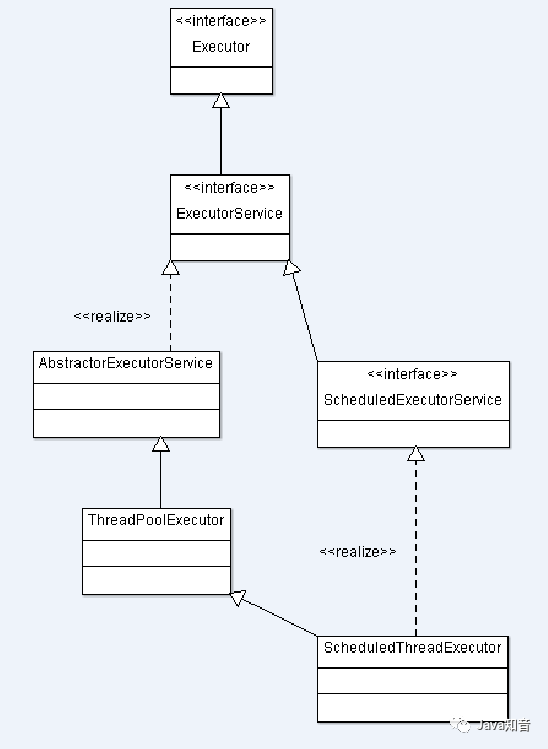 <<interface>>
Executor
<<interface>>
ExecutorService
<<realize>>
AbstractorExecutorService
<<interface>>
ScheduledExecutorService
ThreadPoolExecutor
<<realize>>
ScheduledThreadExecutor
Java知音